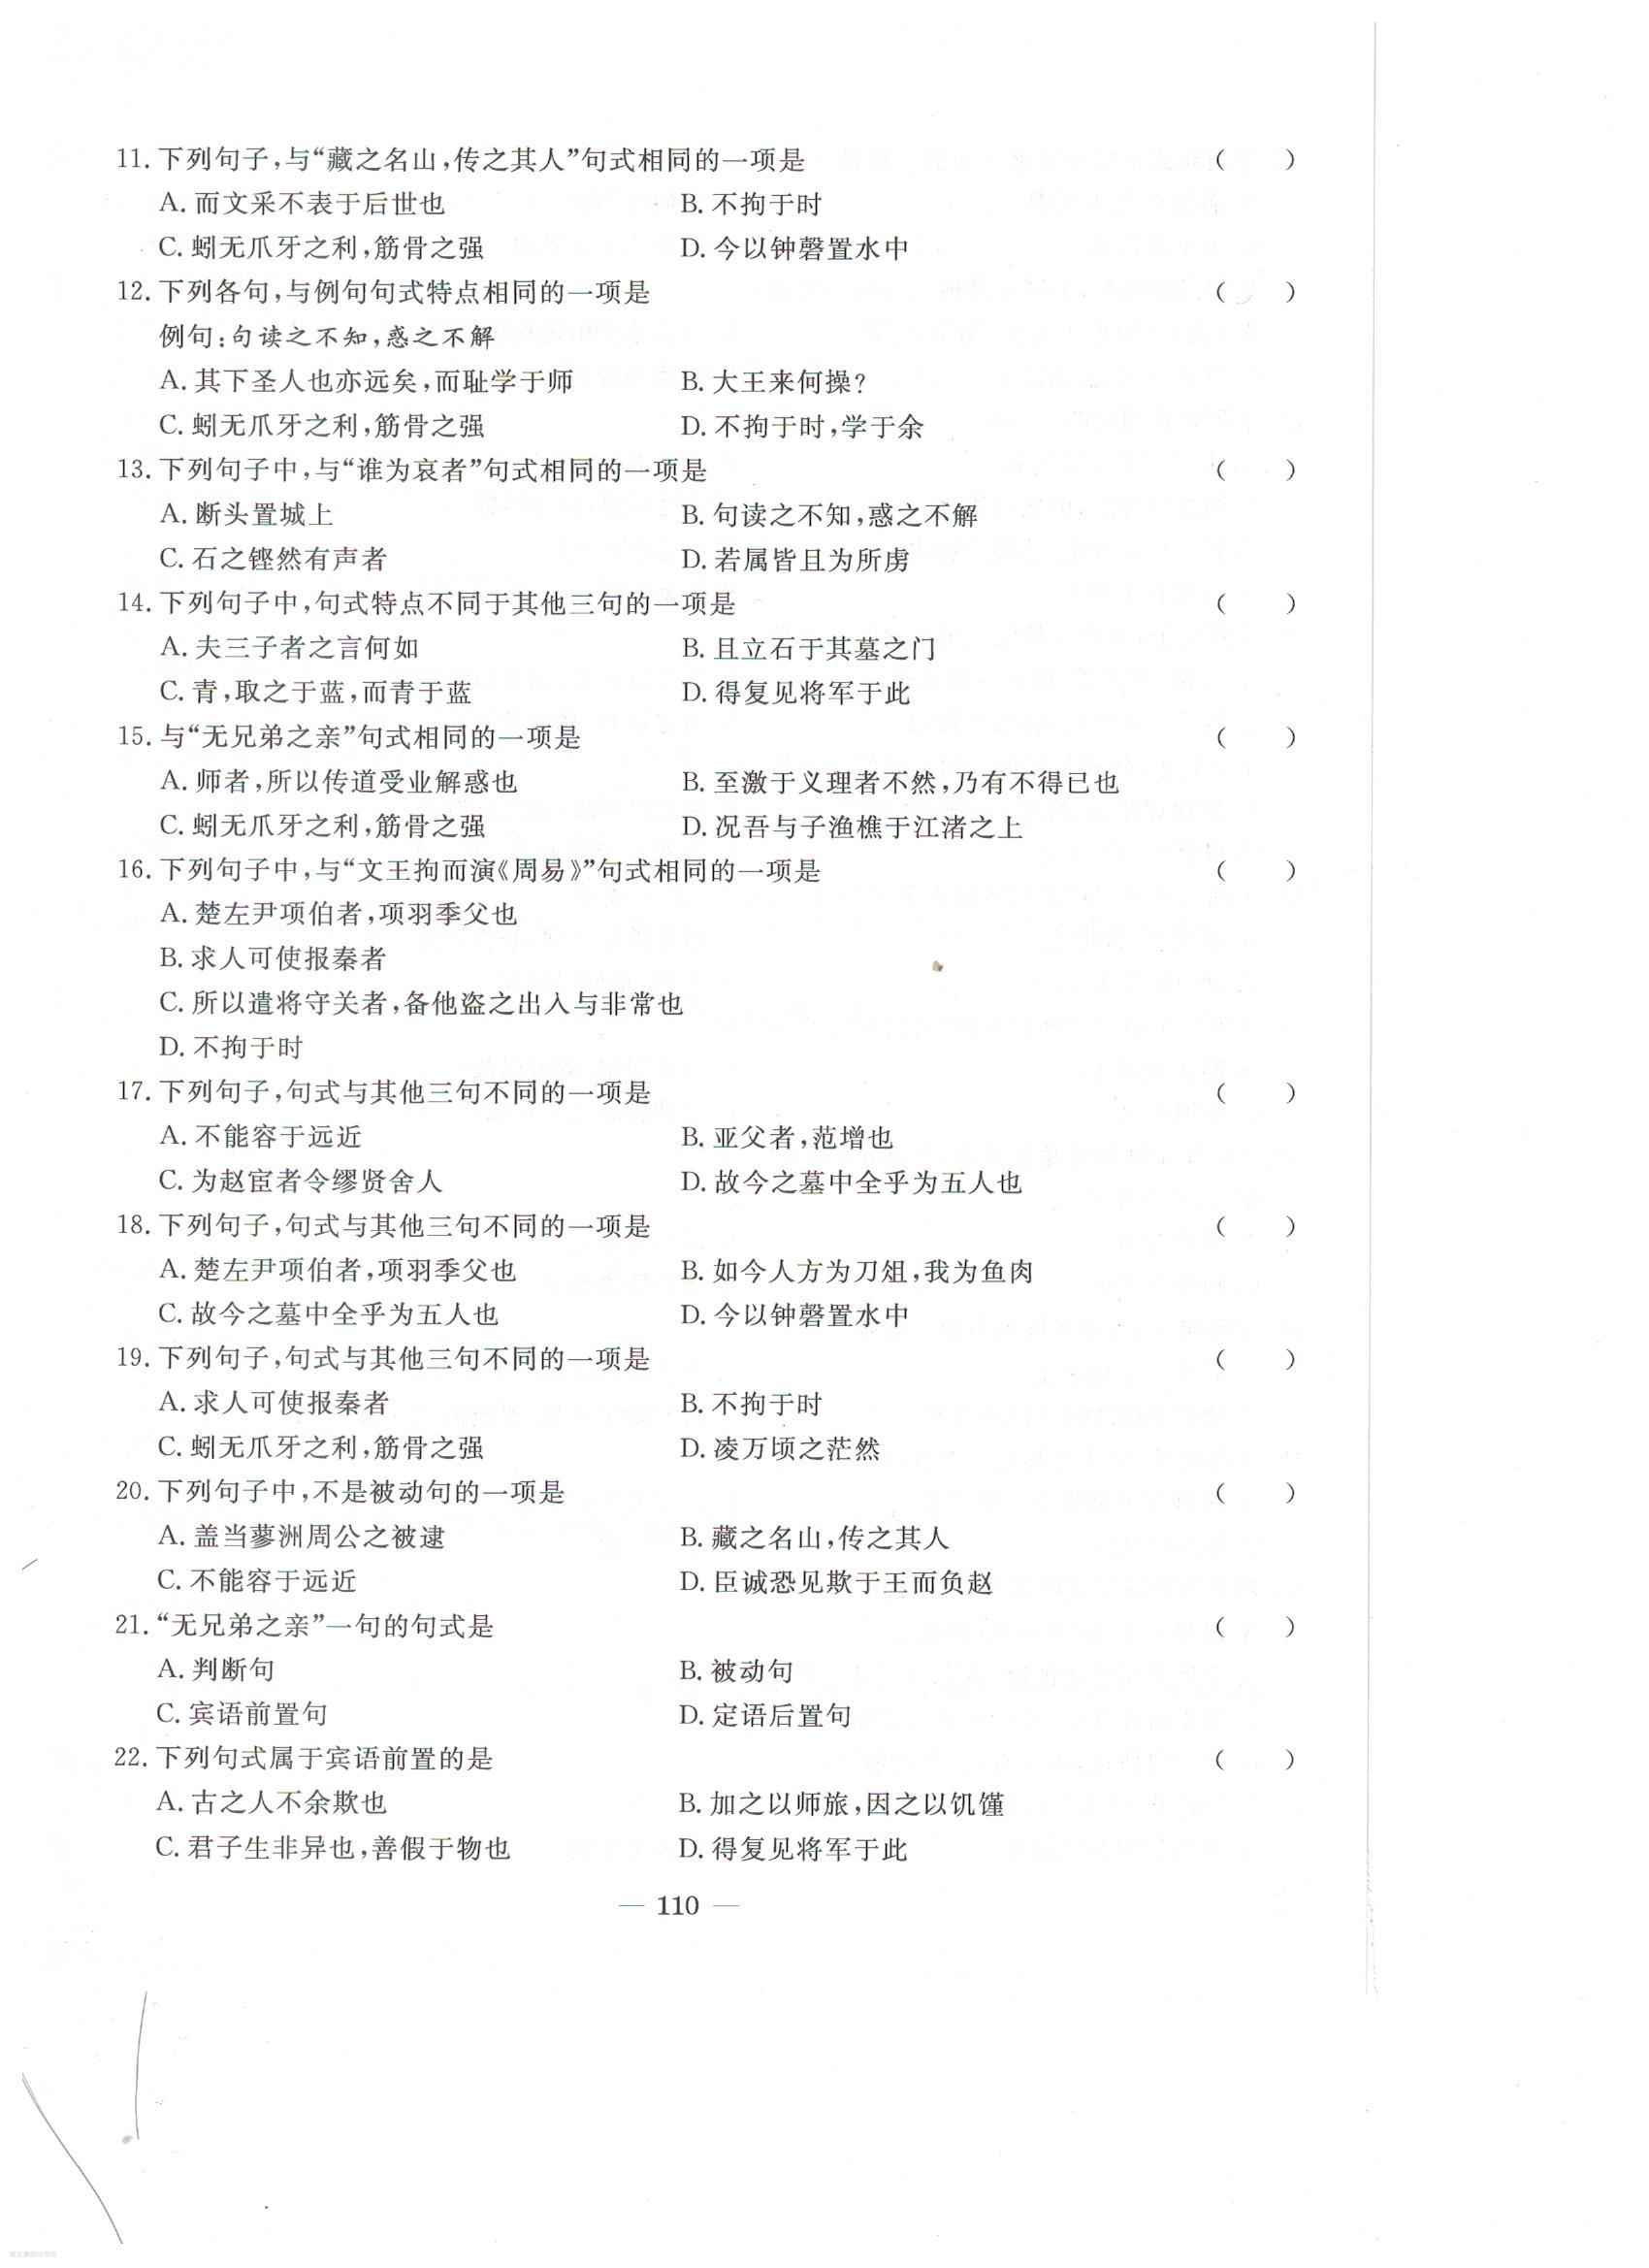 11. 下列句子,与“藏之名山,传之其人”句式相同的一项是 ( )
A. 而文采不表于后世也 B. 不拘于时
C. 蚓无爪牙之利,筋骨之强 D. 今以钟磬置水中
12. 下列各句,与例句句式特点相同的一项是 ( )
例句:句读之不知,惑之不解
A. 其下圣人也亦远矣,而耻学于师 B. 大王来何操?
C. 蚓无爪牙之利,筋骨之强 D. 不拘于时,学于余
13. 下列句子中,与“谁为哀者”句式相同的一项是 ( )
A. 断头置城上 B. 句读之不知,惑之不解
C. 石之铿然有声者 D. 若属皆且为所虏
14. 下列句子中,句式特点不同于其他三句的一项是 ( )
A. 夫三子者之言何如 B. 且立石于其墓之门
C. 青,取之于蓝,而青于蓝 D. 得复见将军于此
15. 与“无兄弟之亲”句式相同的一项是 ( )
A. 师者,所以传道受业解惑也 B. 至激于义理者不然,乃有不得已也
C. 蚓无爪牙之利,筋骨之强 D. 况吾与子渔樵于江渚之上
16. 下列句子中,与“文王拘而演《周易》”句式相同的一项是 ( )
A. 楚左尹项伯者,项羽季父也
B. 求人可使报秦者
C. 所以遣将守关者,备他盗之出入与非常也
D. 不拘于时
17. 下列句子,句式与其他三句不同的一项是 ( )
A. 不能容于远近 B. 亚父者,范增也
C. 为赵宦者令缪贤舍人 D. 故今之墓中全乎为五人也
18. 下列句子,句式与其他三句不同的一项是 ( )
A. 楚左尹项伯者,项羽季父也 B. 如今人方为刀俎,我为鱼肉
C. 故今之墓中全乎为五人也 D. 今以钟磬置水中
19. 下列句子,句式与其他三句不同的一项是 ( )
A. 求人可使报秦者 B. 不拘于时
C. 蚓无爪牙之利,筋骨之强 D. 凌万顷之茫然
20. 下列句子中,不是被动句的一项是 ( )
A. 盖当蓼洲周公之被逮 B. 藏之名山,传之其人
C. 不能容于远近 D. 臣诚恐见欺于王而负赵
21. “无兄弟之亲”一句的句式是 ( )
A. 判断句 B. 被动句
C. 宾语前置句 D. 定语后置句
22. 下列句式属于宾语前置的是 ( )
A. 古之人不余欺也 B. 加之以师旅,因之以饥馑
C. 君子生非异也,善假于物也 D. 得复见将军于此
— 110 —